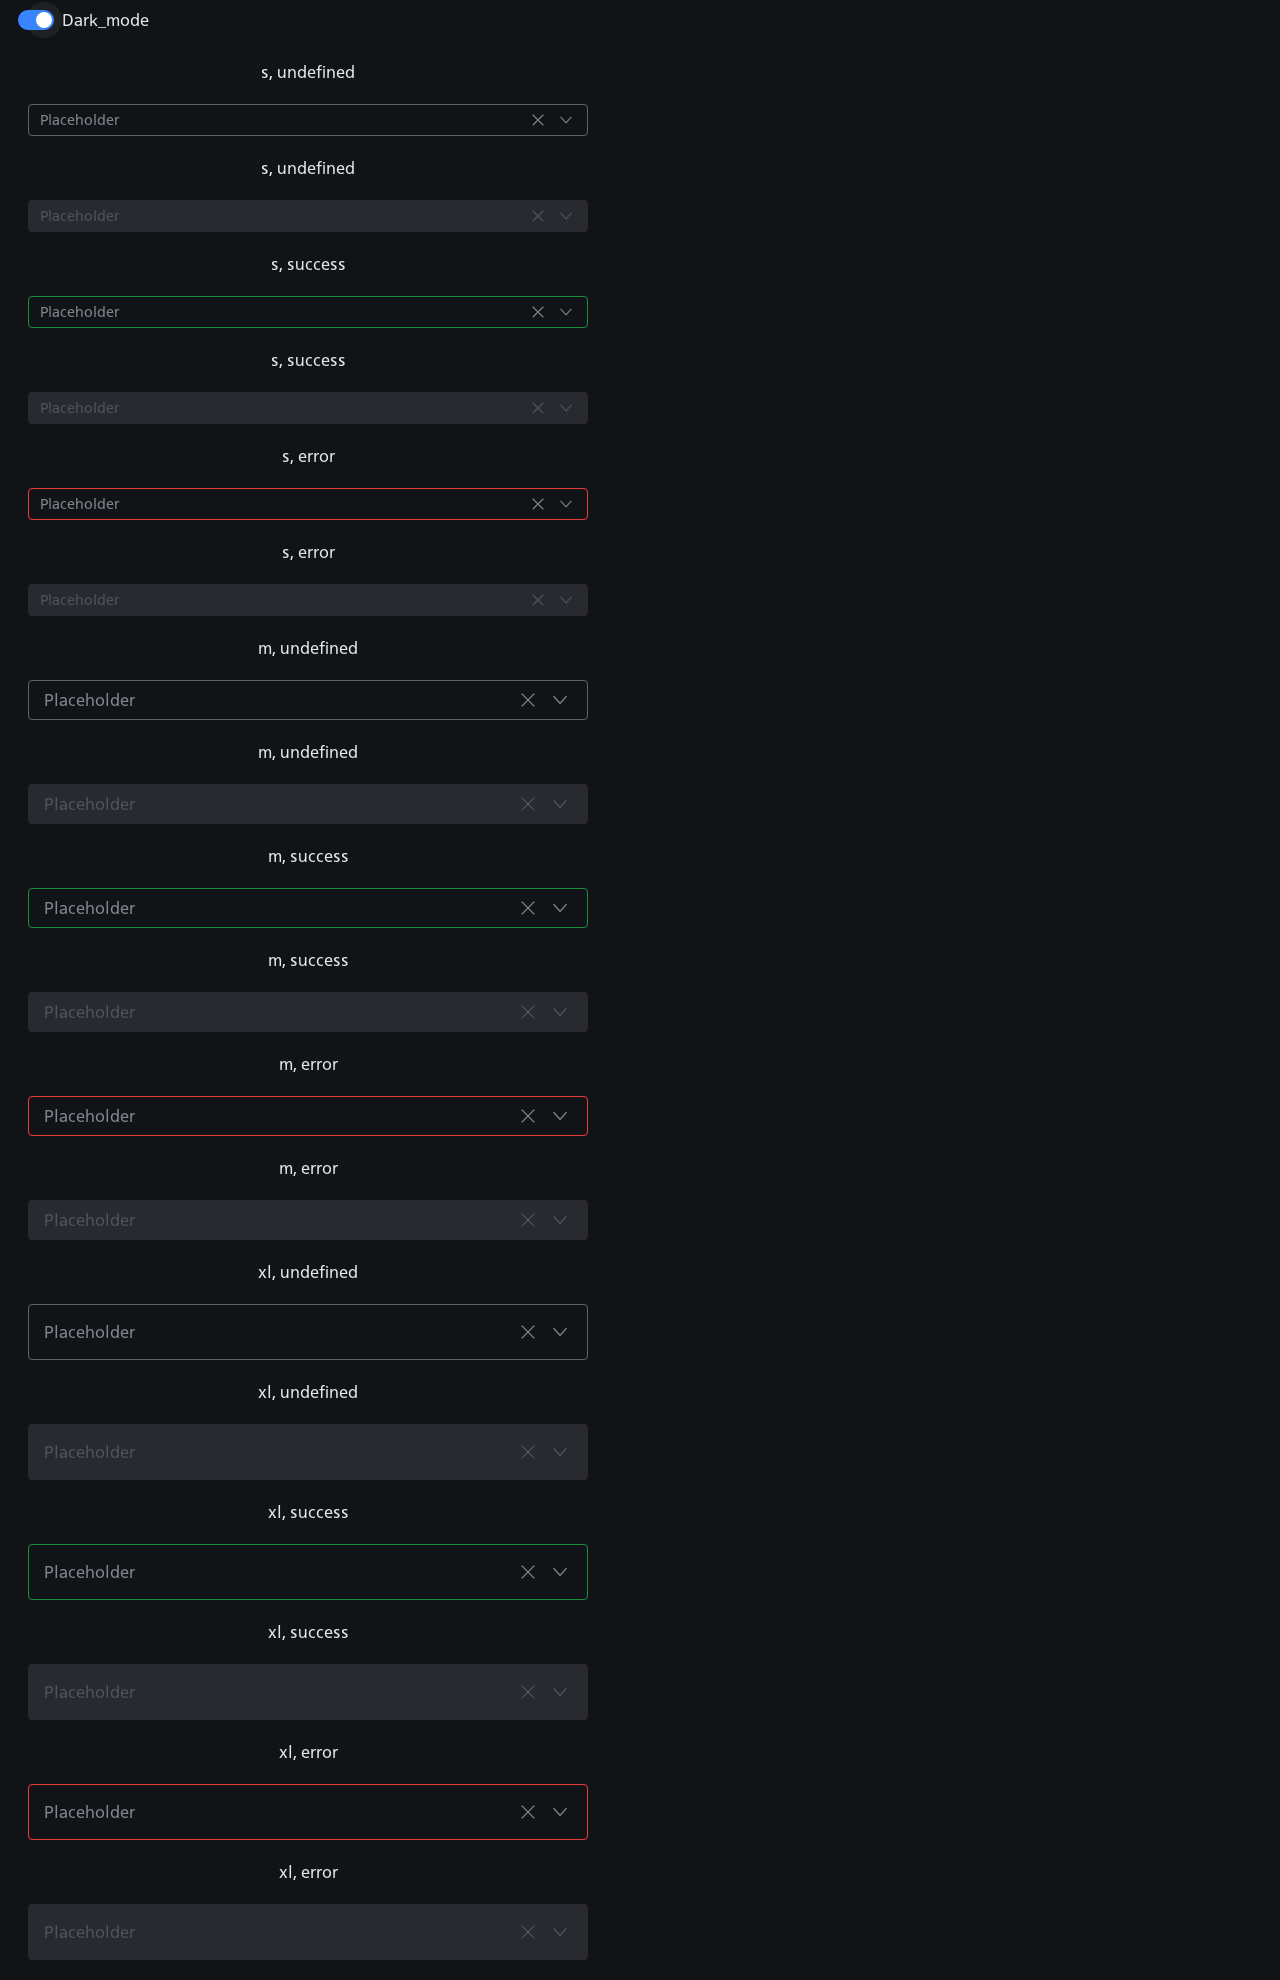 Dark_mode
s, undefined
Placeholder
s, undefined
Placeholder
s, success
Placeholder
s, success
Placeholder
s, error
Placeholder
s, error
Placeholder
m, undefined
Placeholder
m, undefined
Placeholder
m, success
Placeholder
m, success
Placeholder
m, error
Placeholder
m, error
Placeholder
xl, undefined
Placeholder
xl, undefined
Placeholder
xl, success
Placeholder
xl, success
Placeholder
xl, error
Placeholder
xl, error
Placeholder